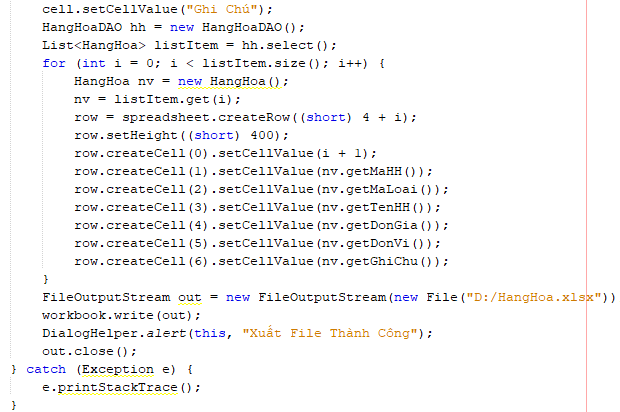 cell.setCellValue("Ghi Chú");
HangHoaDAO hh = new HangHoaDAO();
List<HangHoa> listItem = hh.select();
for (int i = 0; i < listItem.size(); i++) {
HangHoa nv = new HangHoa();
nv = listItem.get(i);
row = spreadsheet.createRow((short) 4 + i);
row.setHeight((short) 400);
row.createCell(0).setCellValue(i + 1);
row.createCell(1).setCellValue(nv.getMaHH());
row.createCell(2).setCellValue(nv.getMaLoai());
row.createCell(3).setCellValue(nv.getTenHH());
row.createCell(4).setCellValue(nv.getDonGia());
row.createCell(5).setCellValue(nv.getDonVi());
row.createCell(6).setCellValue(nv.getGhiChu());
}
FileOutputStream out = new FileOutputStream(new File("D:/HangHoa.xlsx"))
workbook.write(out);
DialogHelper.alert(this, "Xuất File Thành Công");
out.close();
} catch (Exception e) {
e.printStackTrace();
}